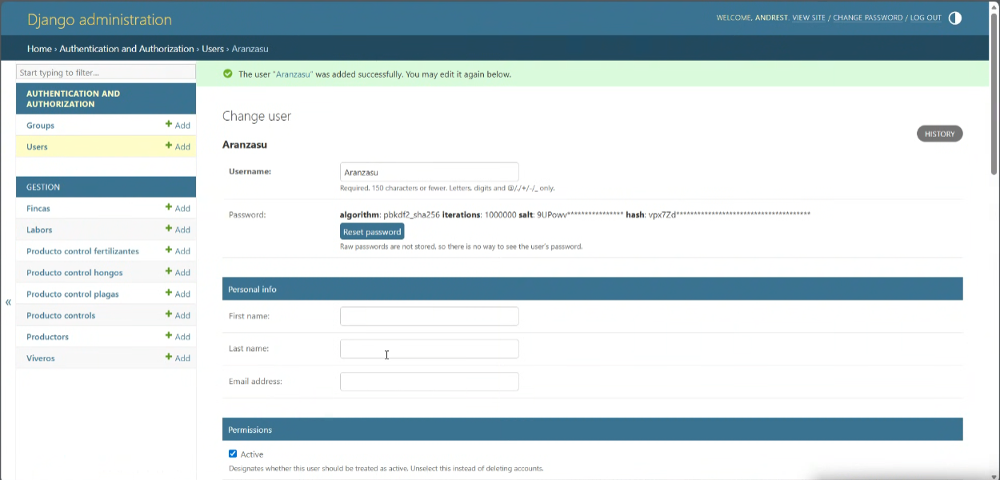 Django administration
WELCOME, ANDREST. VIEW SITE / CHANGE PASSWORD / LOG OUT
Home › Authentication and Authorization › Users › Aranzasu
Start typing to filter...
AUTHENTICATION AND
AUTHORIZATION
Groups + Add
Users + Add
GESTION
Fincas + Add
Labors + Add
Producto control fertilizantes + Add
Producto control hongos + Add
Producto control plagas + Add
Producto controls + Add
Productors + Add
Viveros + Add
«
The user "Aranzasu" was added successfully. You may edit it again below.
Change user
HISTORY
Aranzasu
Username: Aranzasu
Required. 150 characters or fewer. Letters, digits and @/./+/-/_ only.
Password: algorithm: pbkdf2_sha256 iterations: 1000000 salt: 9UPowv**************** hash: vpx7Zd**************************************
Reset password
Raw passwords are not stored, so there is no way to see the user's password.
Personal info
First name:
Last name:
Email address:
Permissions
Active
Designates whether this user should be treated as active. Unselect this instead of deleting accounts.